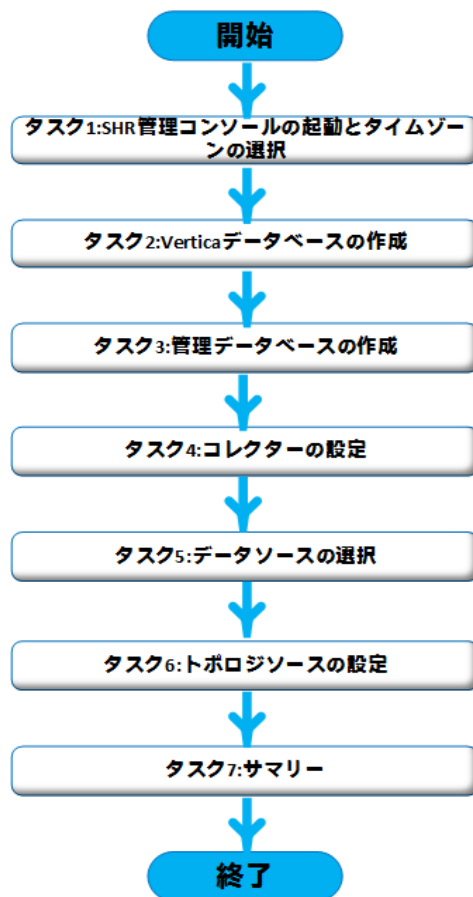 開始
タスク1:SHR管理コンソールの起動とタイムゾー
ンの選択
タスク2:Verticaデータベースの作成
タスク3:管理データベースの作成
タスク4:コレクターの設定
タスク5:データソースの選択
タスク6:トポロジソースの設定
タスク7:サマリー
終了